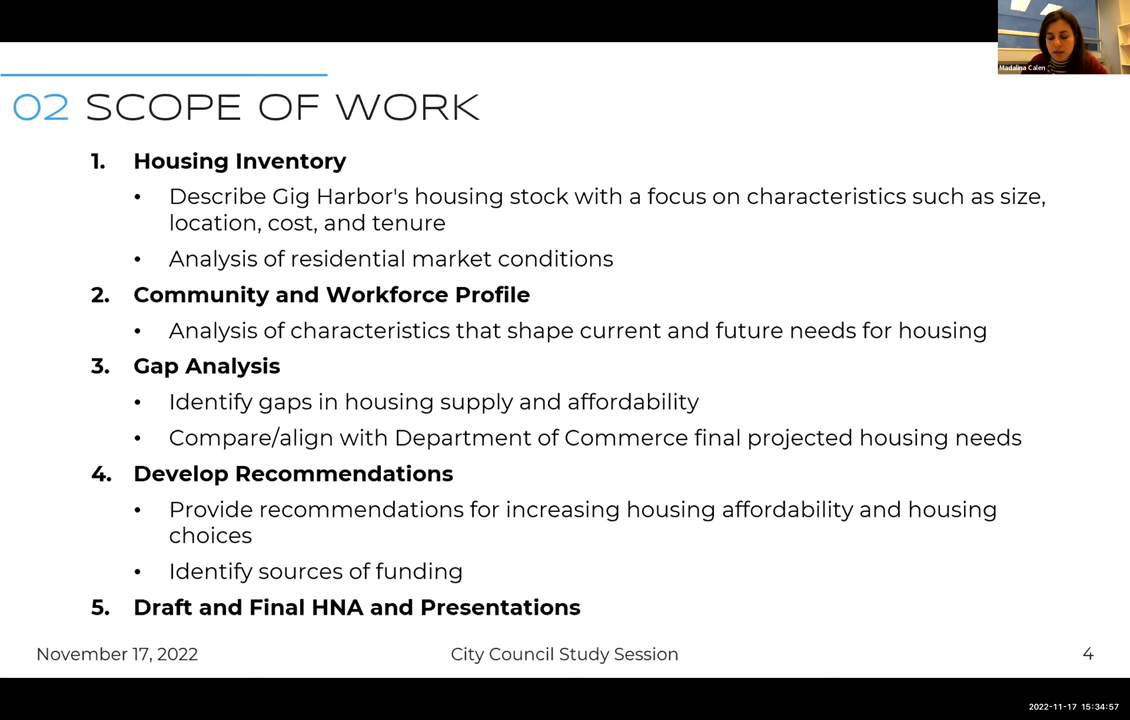 Madalina Calen
02 SCOPE OF WORK
1. Housing Inventory
• Describe Gig Harbor's housing stock with a focus on characteristics such as size,
location, cost, and tenure
• Analysis of residential market conditions
2. Community and Workforce Profile
• Analysis of characteristics that shape current and future needs for housing
3. Gap Analysis
• Identify gaps in housing supply and affordability
• Compare/align with Department of Commerce final projected housing needs
4. Develop Recommendations
• Provide recommendations for increasing housing affordability and housing
choices
• Identify sources of funding
5. Draft and Final HNA and Presentations
November 17, 2022 City Council Study Session 4
2022-11-17 15:34:57